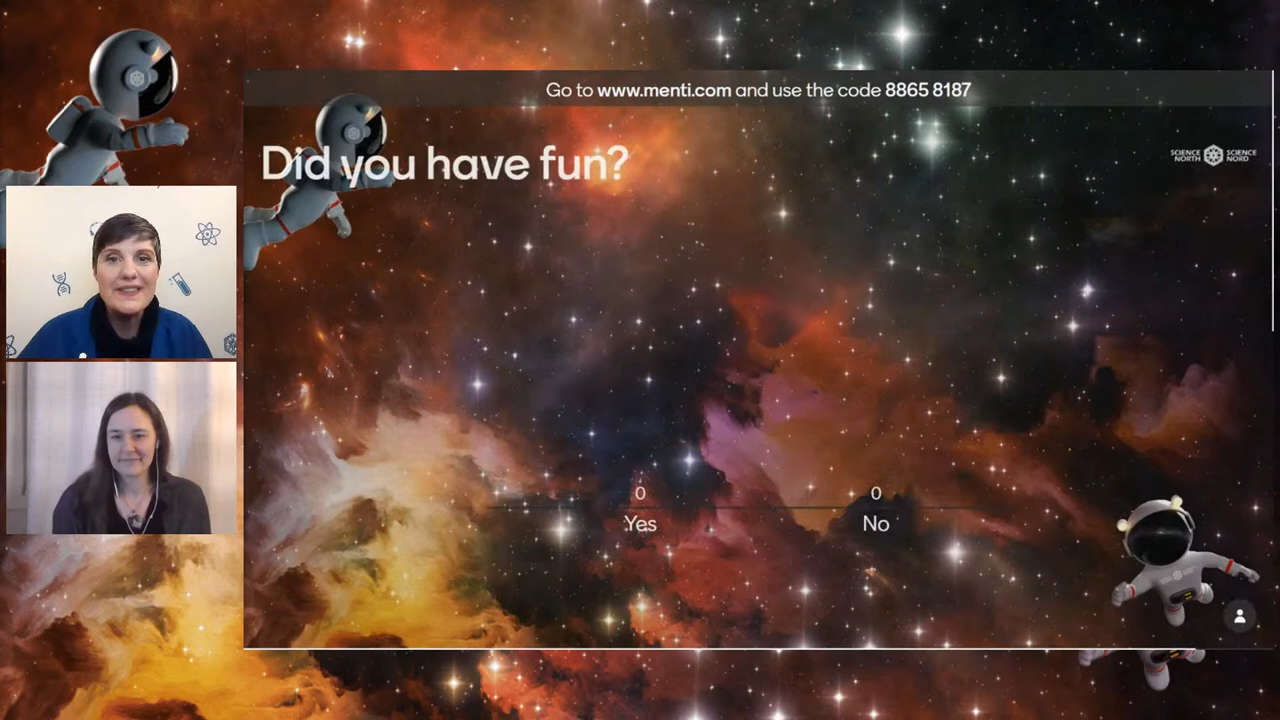 Go to www.menti.com and use the code 8865 8187
Did you have fun?
SCIENCE NORTH SCIENCE NORD
0
0
Yes
No